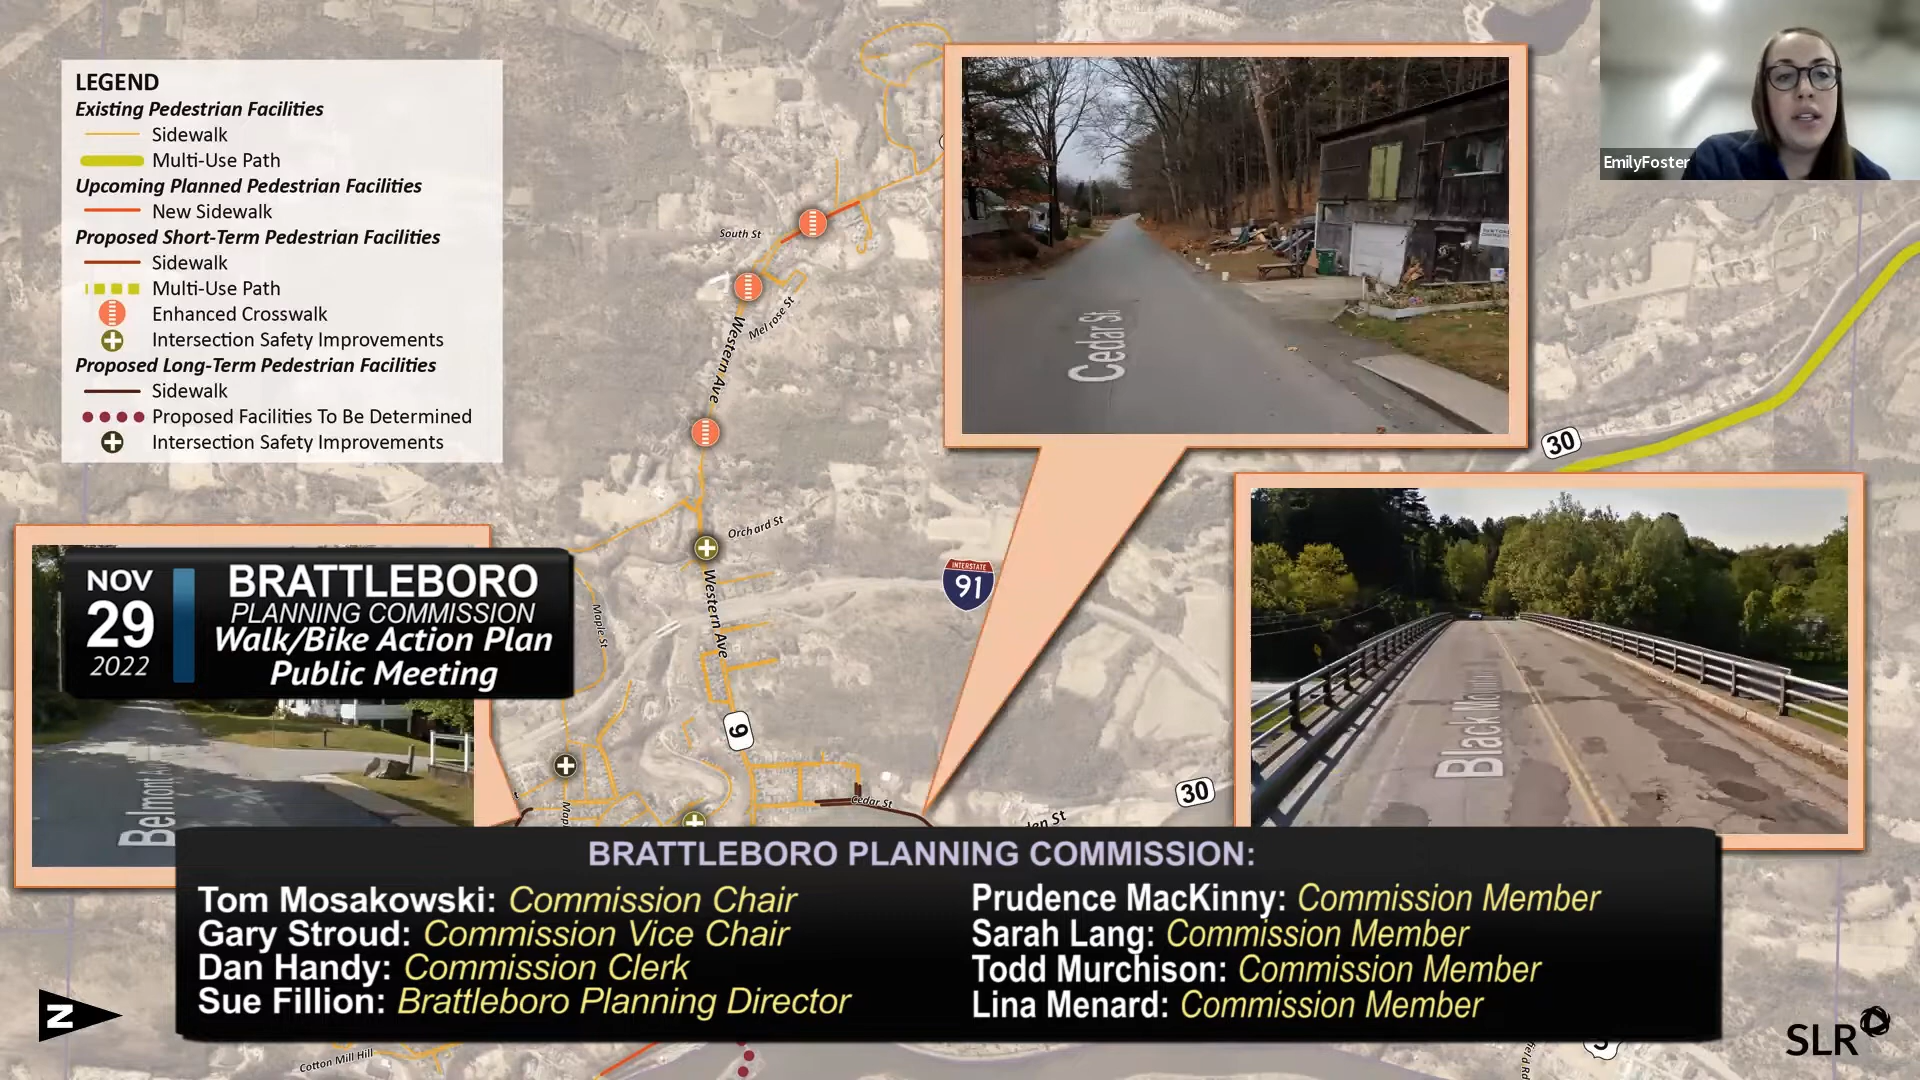 LEGEND
Existing Pedestrian Facilities
Sidewalk
Multi-Use Path
Upcoming Planned Pedestrian Facilities
New Sidewalk
Proposed Short-Term Pedestrian Facilities
Sidewalk
Multi-Use Path
Enhanced Crosswalk
Intersection Safety Improvements
Proposed Long-Term Pedestrian Facilities
Sidewalk
Proposed Facilities To Be Determined
Intersection Safety Improvements
South St
Melrose St
Western Ave
Orchard St
Western Ave
Maple St
INTERSTATE
91
9
30
30
Cedar St
Cedar St
EmilyFoster
Black
Belmont
NOV
29
2022
BRATTLEBORO
PLANNING COMMISSION
Walk/Bike Action Plan
Public Meeting
BRATTLEBORO PLANNING COMMISSION:
Tom Mosakowski: Commission Chair
Gary Stroud: Commission Vice Chair
Dan Handy: Commission Clerk
Sue Fillion: Brattleboro Planning Director
Prudence MacKinny: Commission Member
Sarah Lang: Commission Member
Todd Murchison: Commission Member
Lina Menard: Commission Member
N
Cotton Mill Hill
SLR